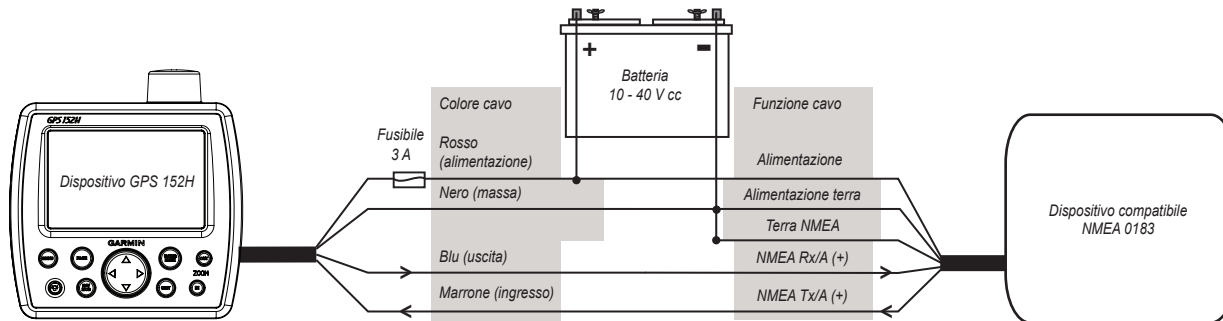 + -
Batteria
10 - 40 V cc
Colore cavo
Funzione cavo
GPS 152H
Fusibile
3 A
Rosso
(alimentazione)
Alimentazione
Dispositivo GPS 152H
Nero (massa)
Alimentazione terra
Dispositivo compatibile
NMEA 0183
Terra NMEA
GARMIN
Blu (uscita)
NMEA Rx/A (+)
ZOOM
Marrone (ingresso)
NMEA Tx/A (+)